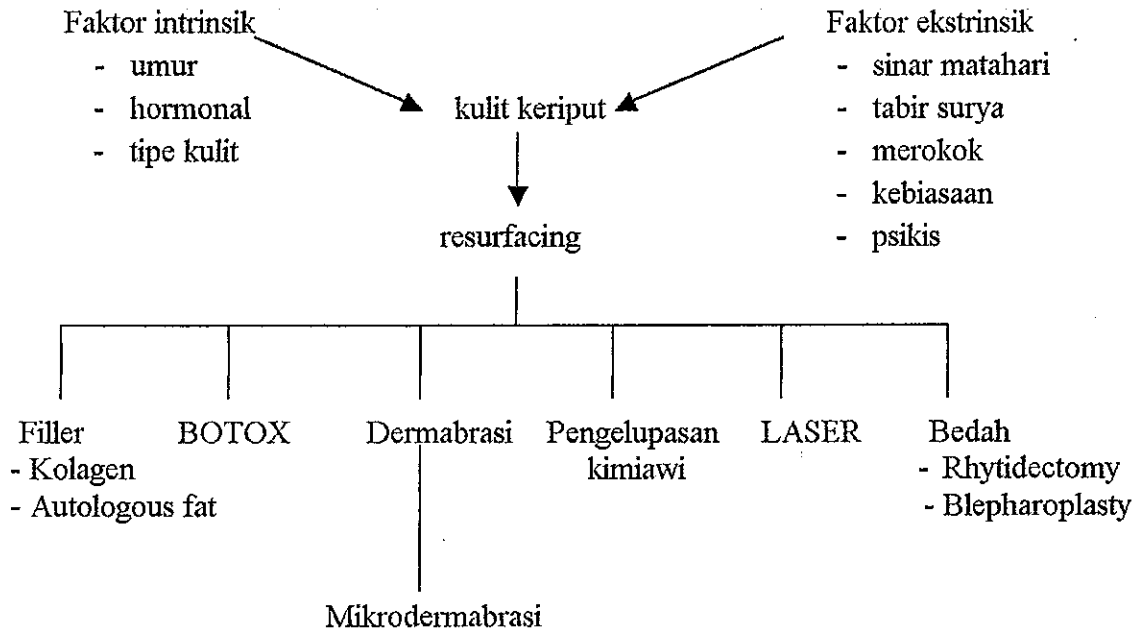 Faktor intrinsik
- umur
- hormonal
- tipe kulit
Faktor ekstrinsik
- sinar matahari
- tabir surya
- merokok
- kebiasaan
- psikis
kulit keriput
resurfacing
Filler
- Kolagen
- Autologous fat
BOTOX
Dermabrasi
Pengelupasan
kimiawi
LASER
Bedah
- Rhytidectomy
- Blepharoplasty
Mikrodermabrasi